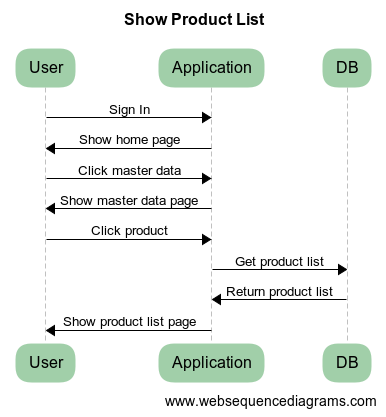 Show Product List
User Application DB
Sign In
Show home page
Click master data
Show master data page
Click product
Get product list
Return product list
Show product list page
User Application DB
www.websequencediagrams.com